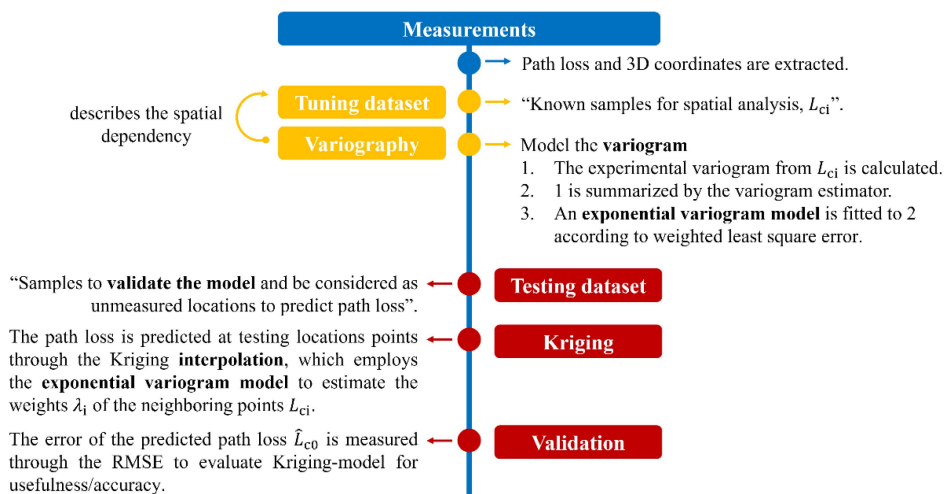 Measurements
Path loss and 3D coordinates are extracted.
describes the spatial
dependency
Tuning dataset
“Known samples for spatial analysis, L_ci”.
Variography
Model the variogram
1. The experimental variogram from L_ci is calculated.
2. 1 is summarized by the variogram estimator.
3. An exponential variogram model is fitted to 2
according to weighted least square error.
“Samples to validate the model and be considered as
unmeasured locations to predict path loss”.
Testing dataset
The path loss is predicted at testing locations points
through the Kriging interpolation, which employs
the exponential variogram model to estimate the
weights λ_i of the neighboring points L_ci.
Kriging
The error of the predicted path loss L̂_c0 is measured
through the RMSE to evaluate Kriging-model for
usefulness/accuracy.
Validation